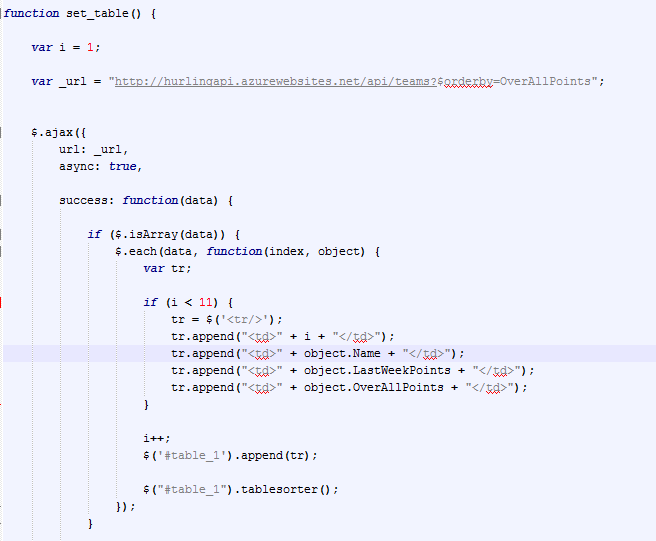 function set_table() {
var i = 1;
var _url = "http://hurlingapi.azurewebsites.net/api/teams?$orderby=OverAllPoints";
$.ajax({
url: _url,
async: true,
success: function(data) {
if ($.isArray(data)) {
$.each(data, function(index, object) {
var tr;
if (i < 11) {
tr = $('<tr/>');
tr.append("<td>" + i + "</td>");
tr.append("<td>" + object.Name + "</td>");
tr.append("<td>" + object.LastWeekPoints + "</td>");
tr.append("<td>" + object.OverAllPoints + "</td>");
}
i++;
$('#table_1').append(tr);
$("#table_1").tablesorter();
});
}